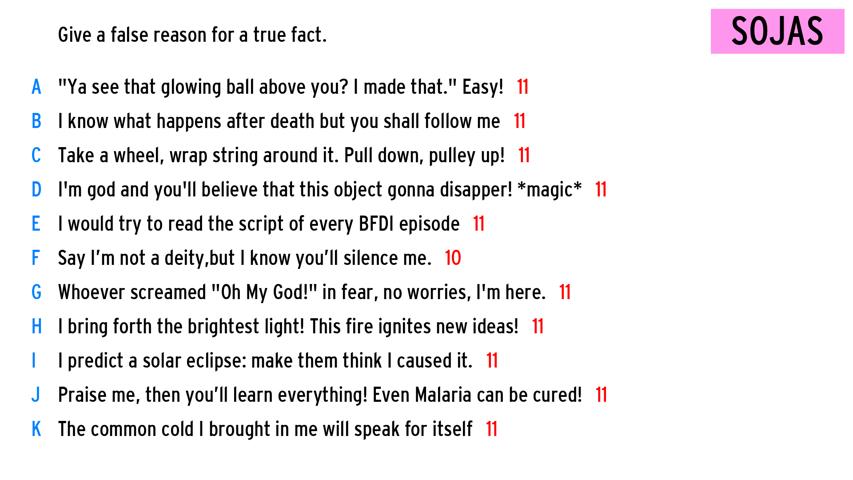 Give a false reason for a true fact.
SOJAS
A "Ya see that glowing ball above you? I made that." Easy! 11
B I know what happens after death but you shall follow me 11
C Take a wheel, wrap string around it. Pull down, pulley up! 11
D I'm god and you'll believe that this object gonna disapper! *magic* 11
E I would try to read the script of every BFDI episode 11
F Say I'm not a deity,but I know you'll silence me. 10
G Whoever screamed "Oh My God!" in fear, no worries, I'm here. 11
H I bring forth the brightest light! This fire ignites new ideas! 11
I I predict a solar eclipse: make them think I caused it. 11
J Praise me, then you'll learn everything! Even Malaria can be cured! 11
K The common cold I brought in me will speak for itself 11